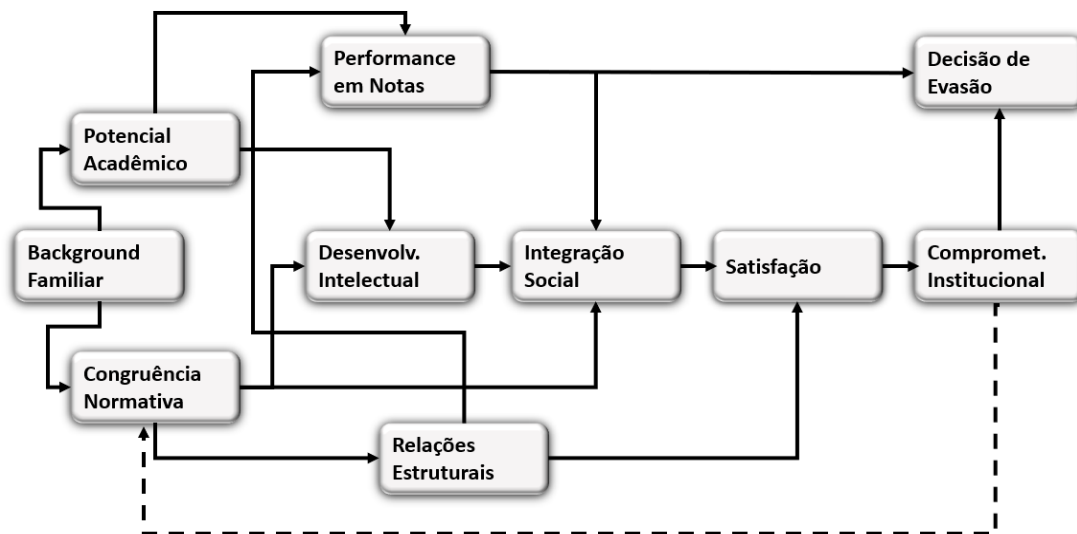 Performance
em Notas
Decisão de
Evasão
Potencial
Acadêmico
Background
Familiar
Desenvolv.
Intelectual
Integração
Social
Satisfação
Compromet.
Institucional
Congruência
Normativa
Relações
Estruturais